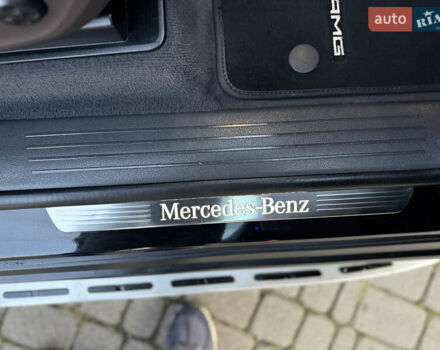 AMG
auto RIA
Mercedes-Benz